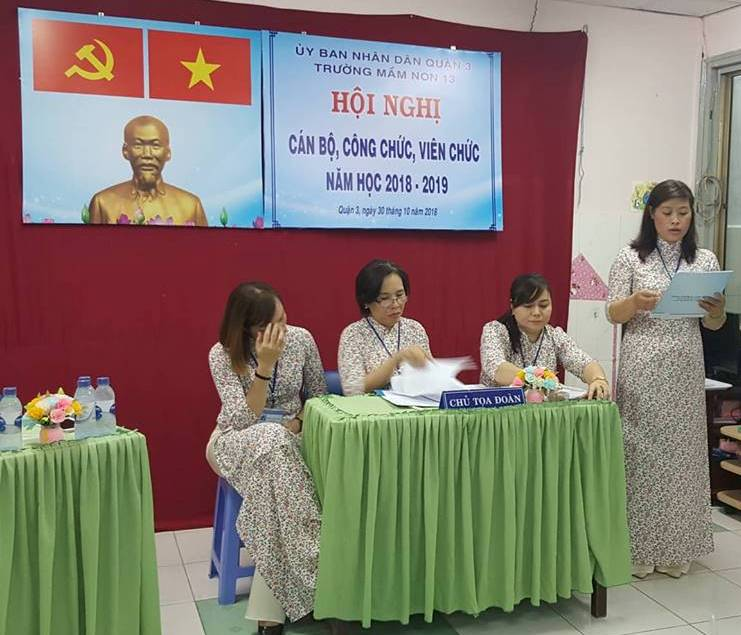 ỦY BAN NHÂN DÂN QUẬN 3
TRƯỜNG MẦM NON 13
HỘI NGHỊ
CÁN BỘ, CÔNG CHỨC, VIÊN CHỨC
NĂM HỌC 2018 - 2019
Quận 3, ngày 30 tháng 10 năm 2018
CHỦ TỌA ĐOÀN